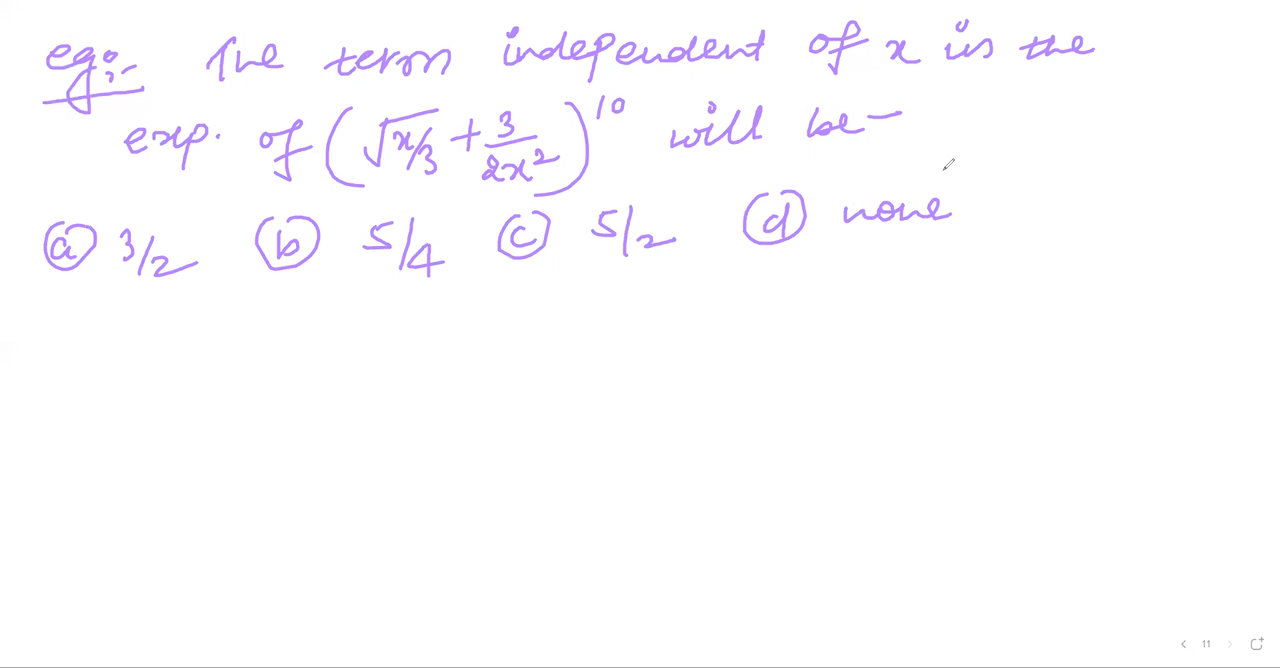 eg:- The term independent of x is the
exp. of (√x/3 + 3/2x²)¹⁰ will be-
ⓐ 3/2 ⓑ 5/4 ⓒ 5/2 ⓓ none
11